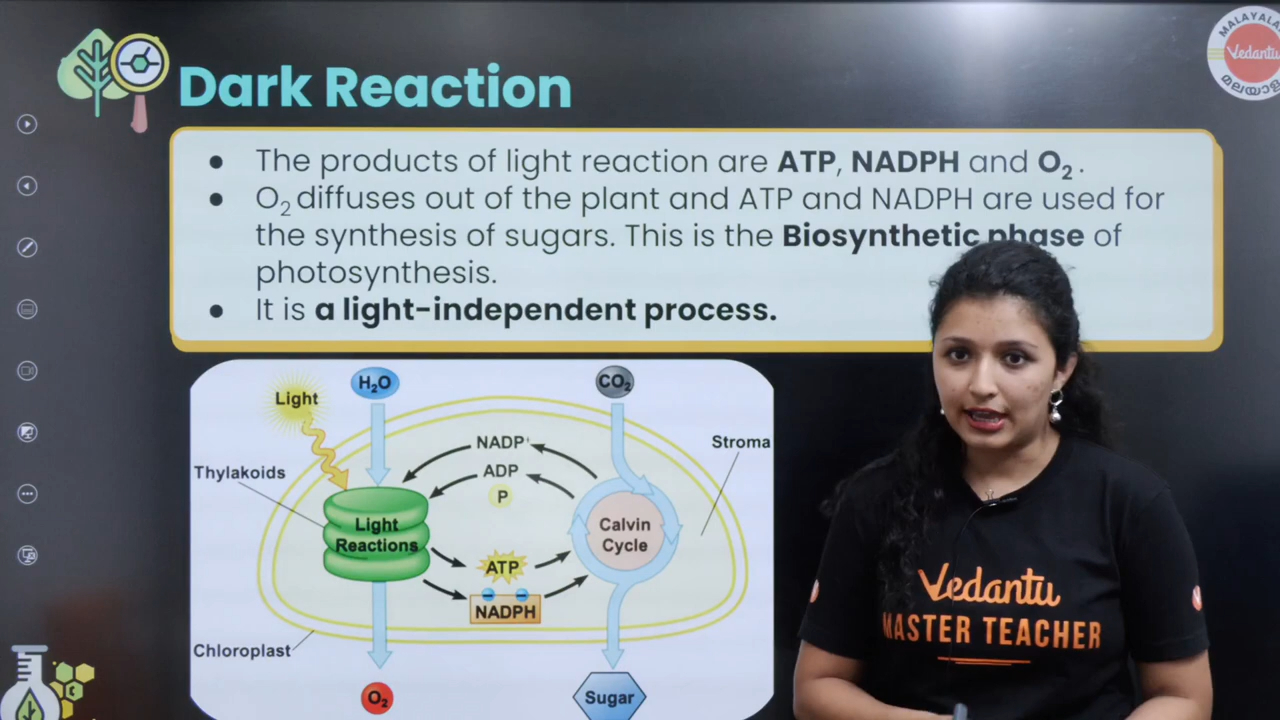 Dark Reaction
MALAYALAM
Vedantu
മലയാളം
● The products of light reaction are ATP, NADPH and O₂ .
● O₂ diffuses out of the plant and ATP and NADPH are used for
the synthesis of sugars. This is the Biosynthetic phase of
photosynthesis.
● It is a light-independent process.
Light
H₂O
CO₂
NADP⁺
Stroma
Thylakoids
ADP
P
Light
Reactions
Calvin
Cycle
ATP
NADPH
Chloroplast
O₂
Sugar
Vedantu
MASTER TEACHER